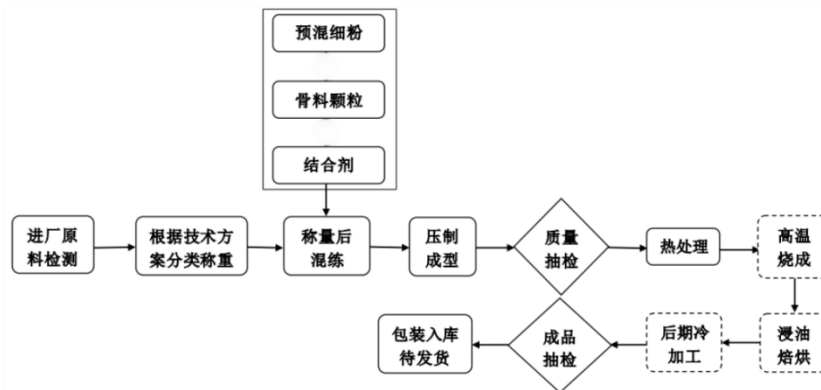 预混细粉
骨料颗粒
结合剂
进厂原
料检测
根据技术方
案分类称重
称量后
混练
压制
成型
质量
抽检
热处理
高温
烧成
浸油
焙烘
后期冷
加工
成品
抽检
包装入库
待发货